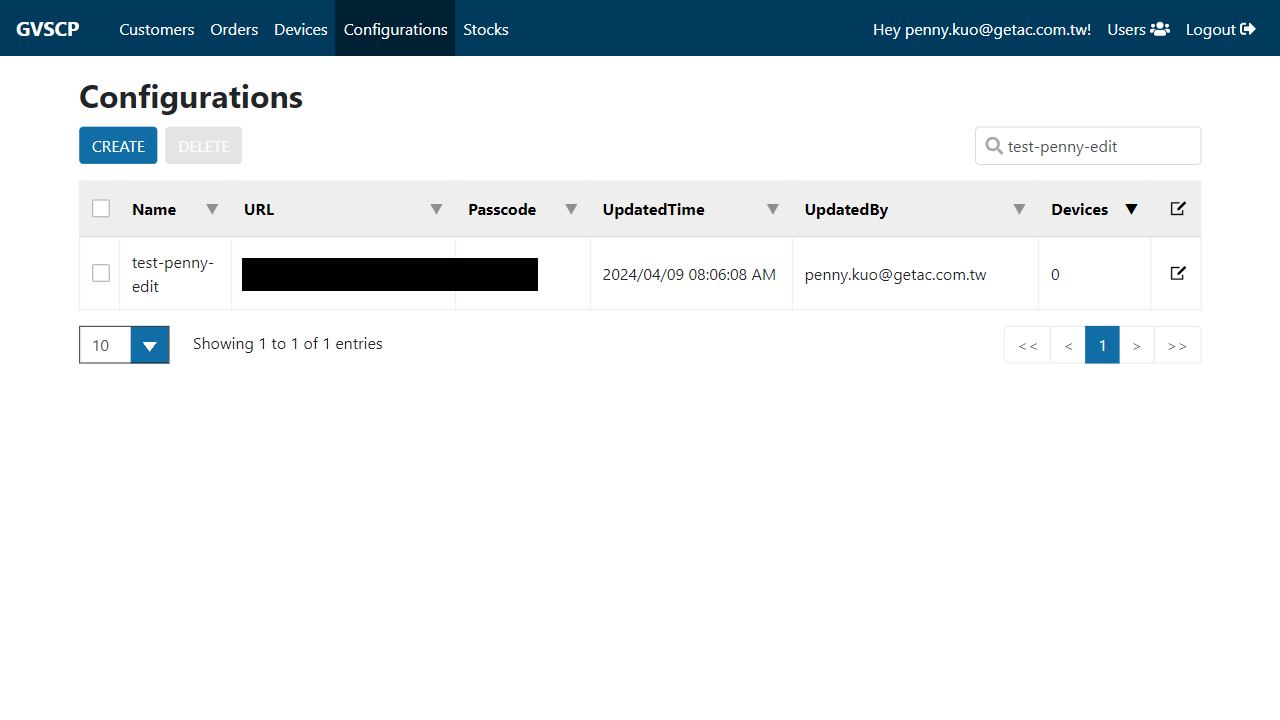 GVSCP Customers Orders Devices Configurations Stocks Hey penny.kuo@getac.com.tw! Users Logout
Configurations
CREATE DELETE test-penny-edit
Name URL Passcode UpdatedTime UpdatedBy Devices
test-penny-
edit 2024/04/09 08:06:08 AM penny.kuo@getac.com.tw 0
10 Showing 1 to 1 of 1 entries << < 1 > >>